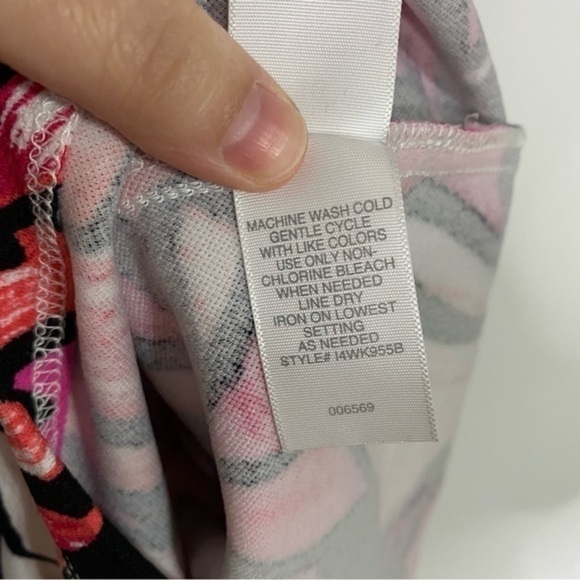 MACHINE WASH COLD
GENTLE CYCLE
WITH LIKE COLORS
USE ONLY NON-
CHLORINE BLEACH
WHEN NEEDED
LINE DRY
IRON ON LOWEST
SETTING
AS NEEDED
STYLE# I4WK955B
006569